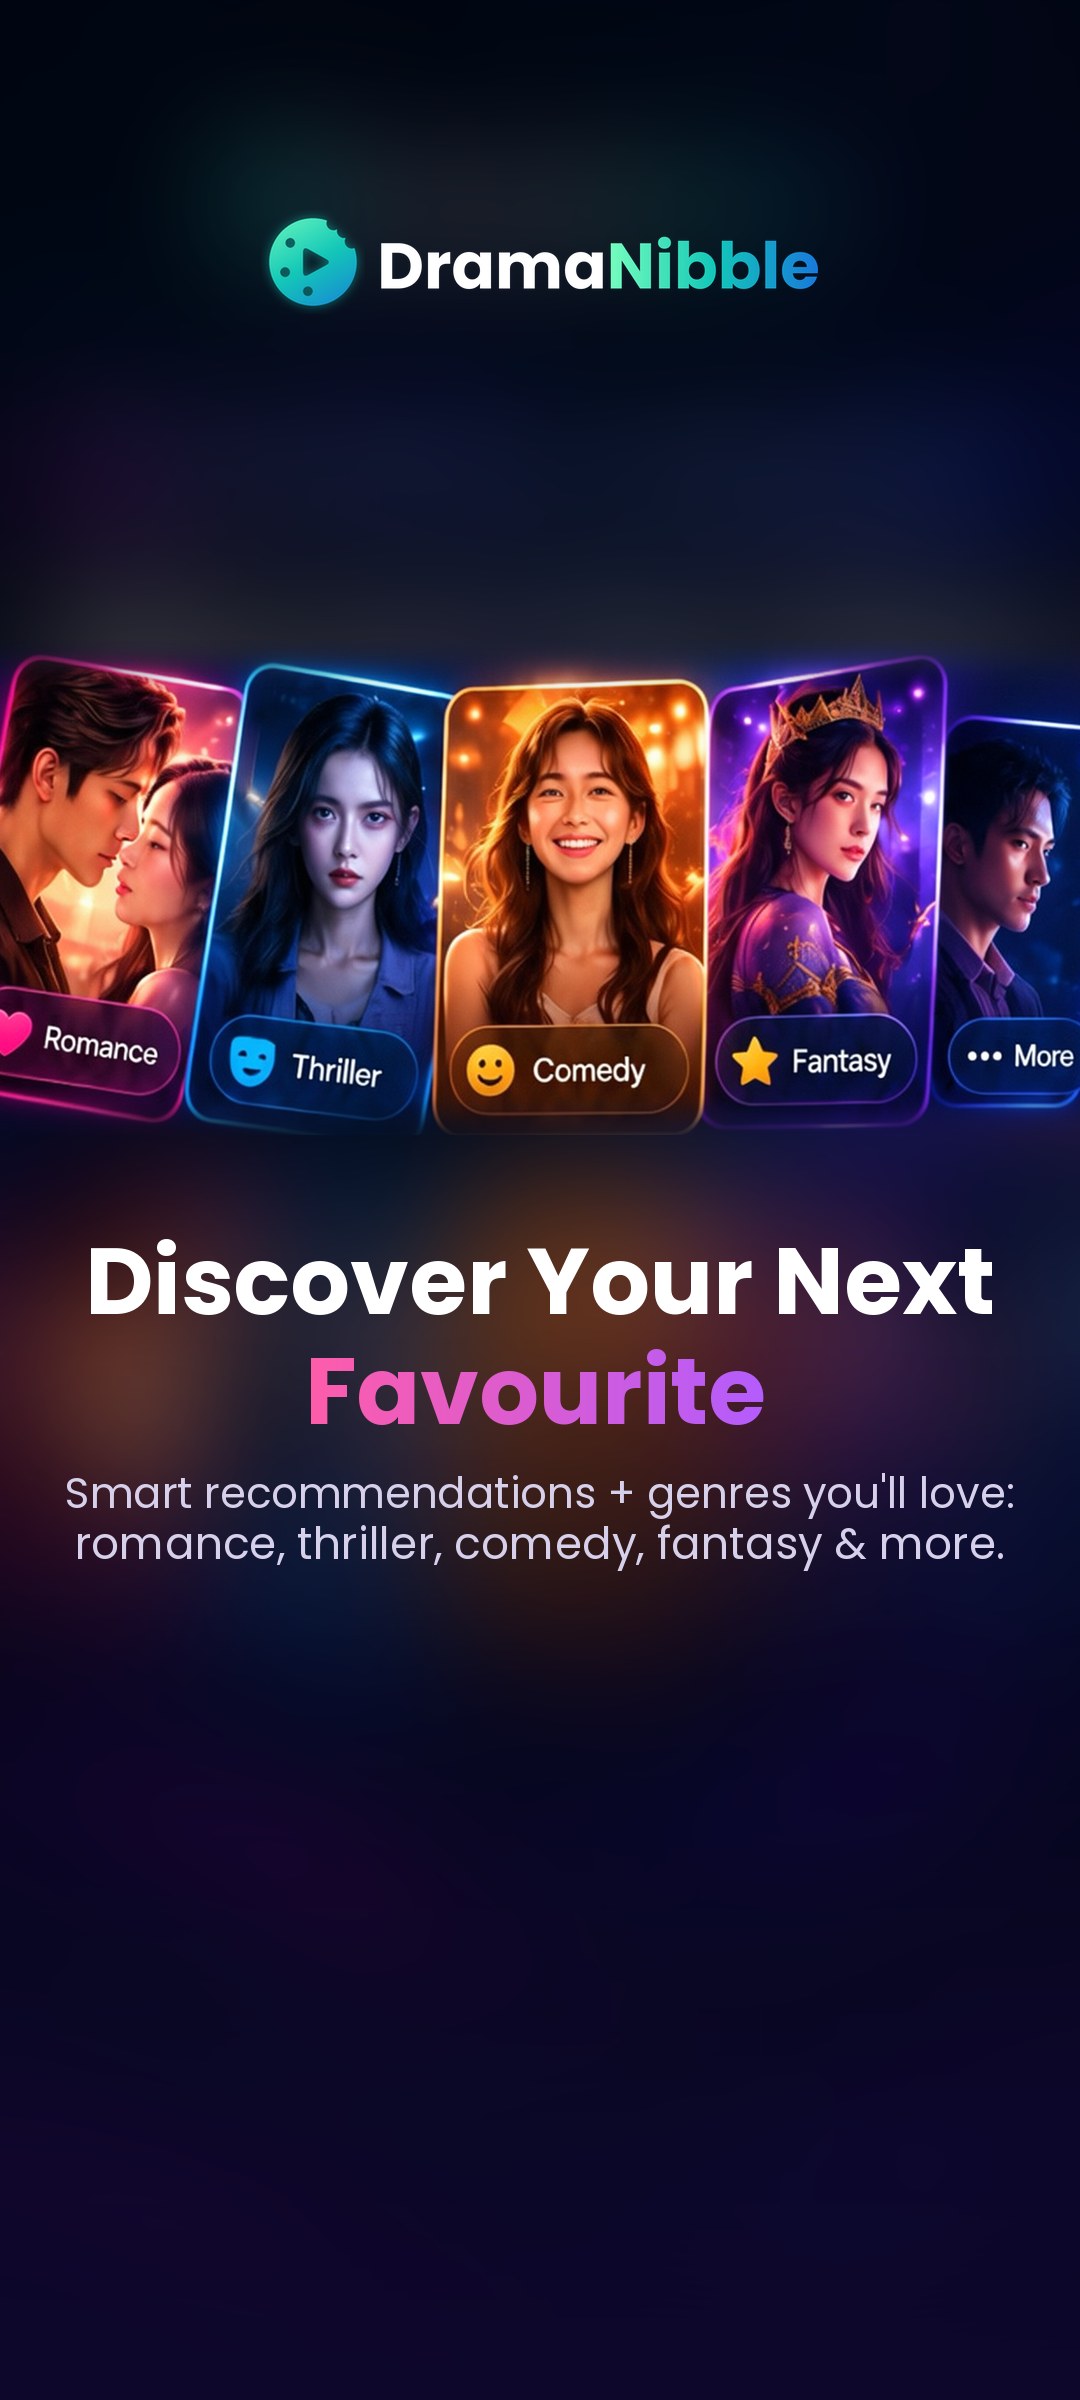 DramaNibble
Romance
Thriller
Comedy
Fantasy
More
Discover Your Next
Favourite
Smart recommendations + genres you'll love:
romance, thriller, comedy, fantasy & more.